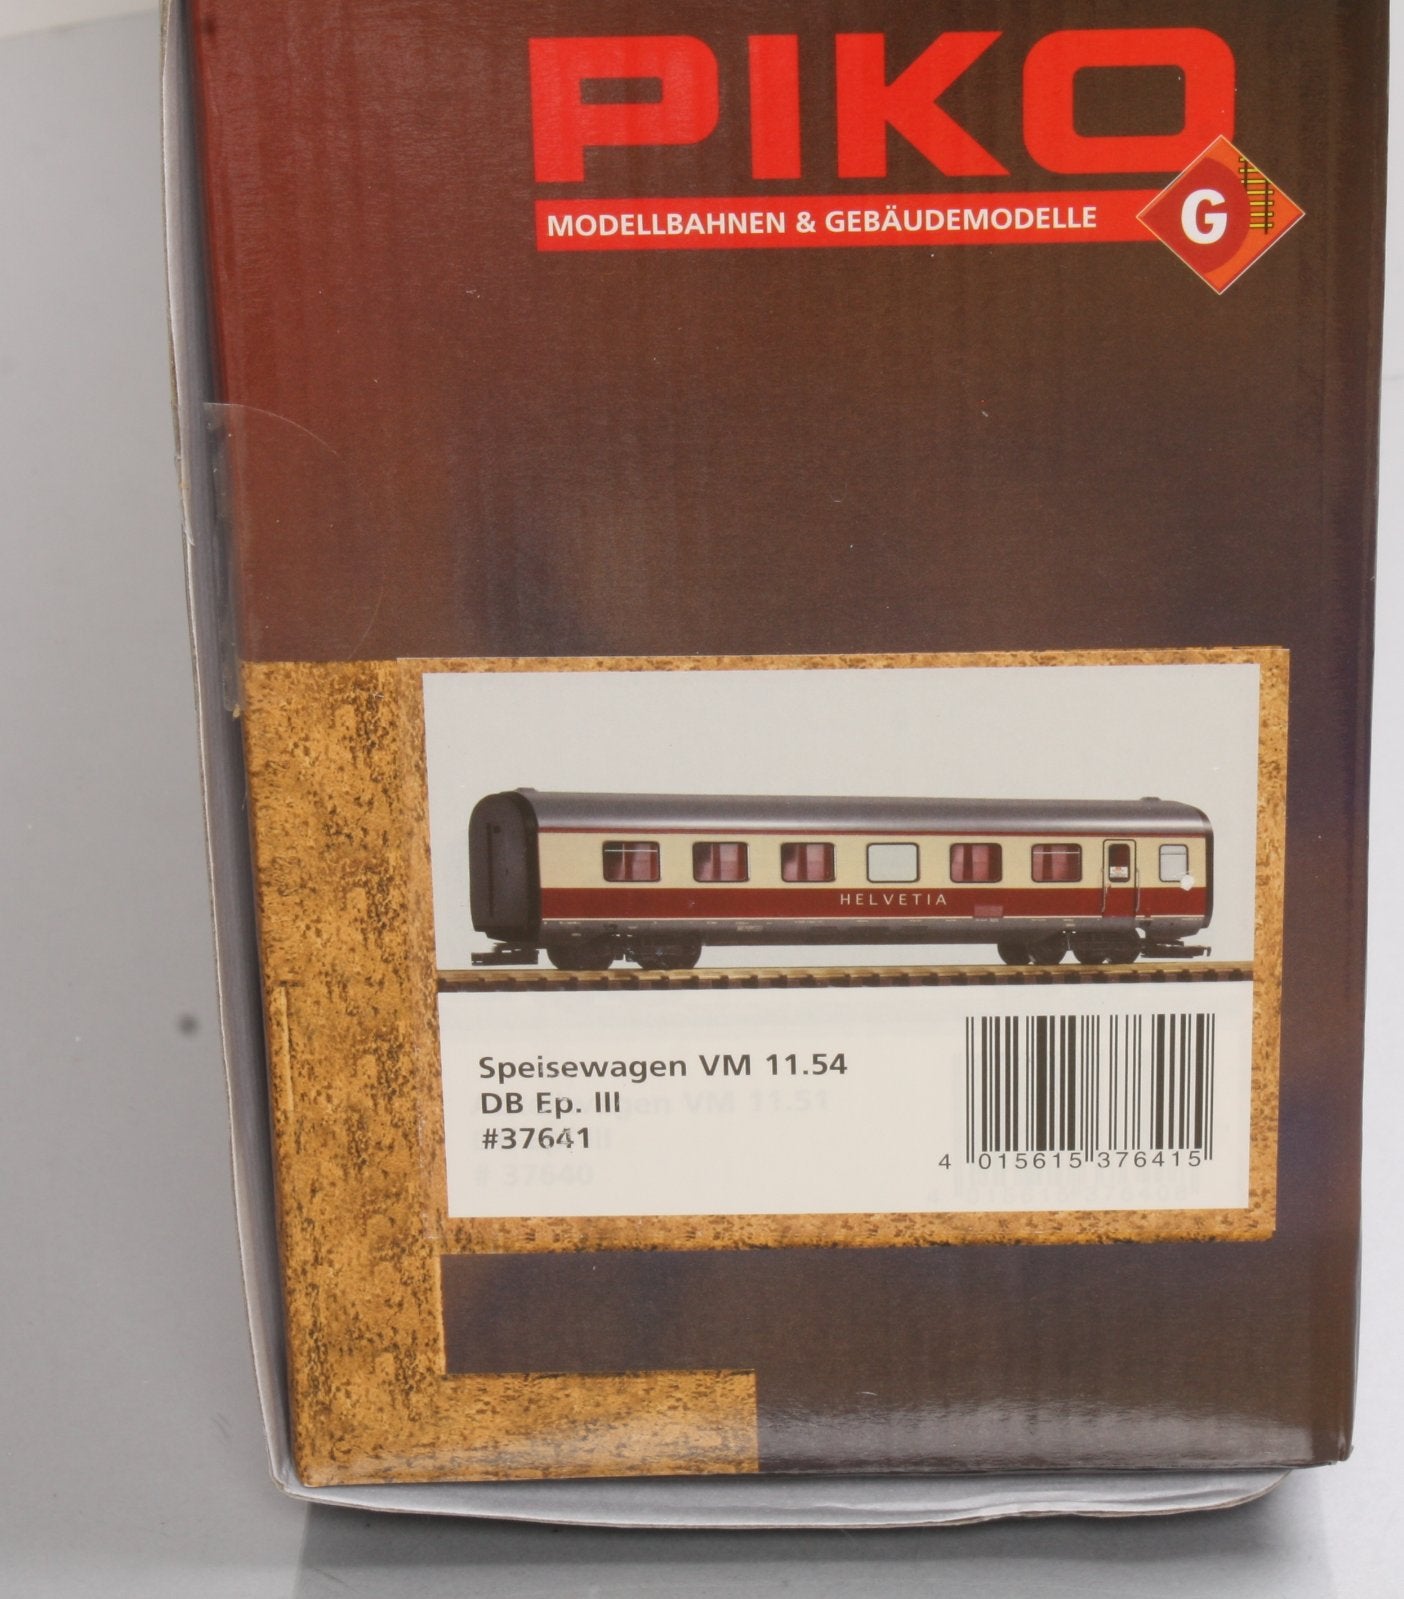 PIKO
MODELLBAHNEN & GEBÄUDEMODELLE
G
HELVETIA
Speisewagen VM 11.54
DB Ep. III
#37641
4 015615 376415